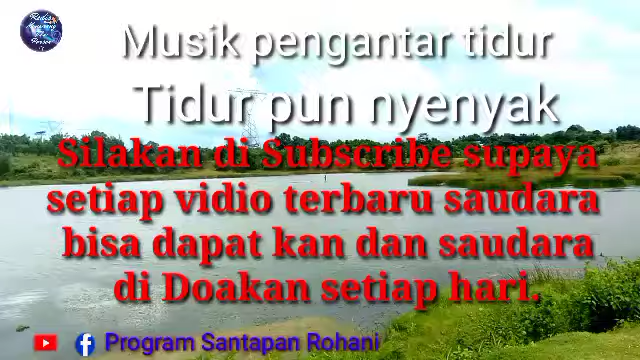 Musik pengantar tidur
Tidur pun nyenyak
Silakan di Subscribe supaya
setiap vidio terbaru saudara
bisa dapat kan dan saudara
di Doakan setiap hari.
Program Santapan Rohani